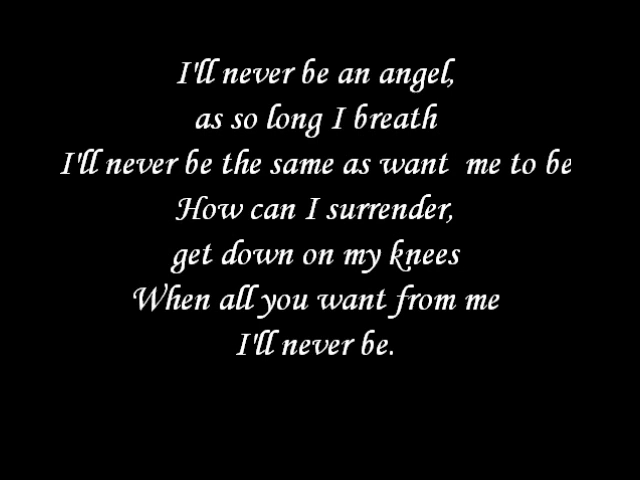 I'll never be an angel,
as so long I breath
I'll never be the same as want  me to be
How can I surrender,
get down on my knees
When all you want from me
I'll never be.